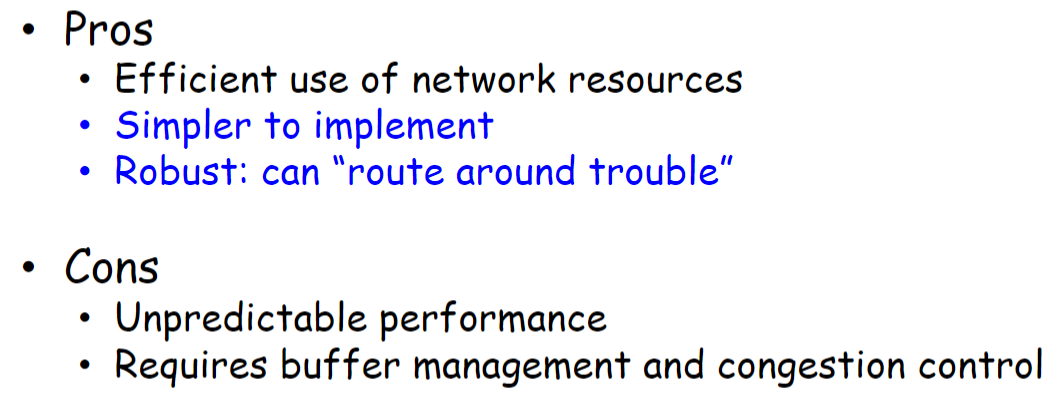 • Pros
• Efficient use of network resources
• Simpler to implement
• Robust: can “route around trouble”
• Cons
• Unpredictable performance
• Requires buffer management and congestion control